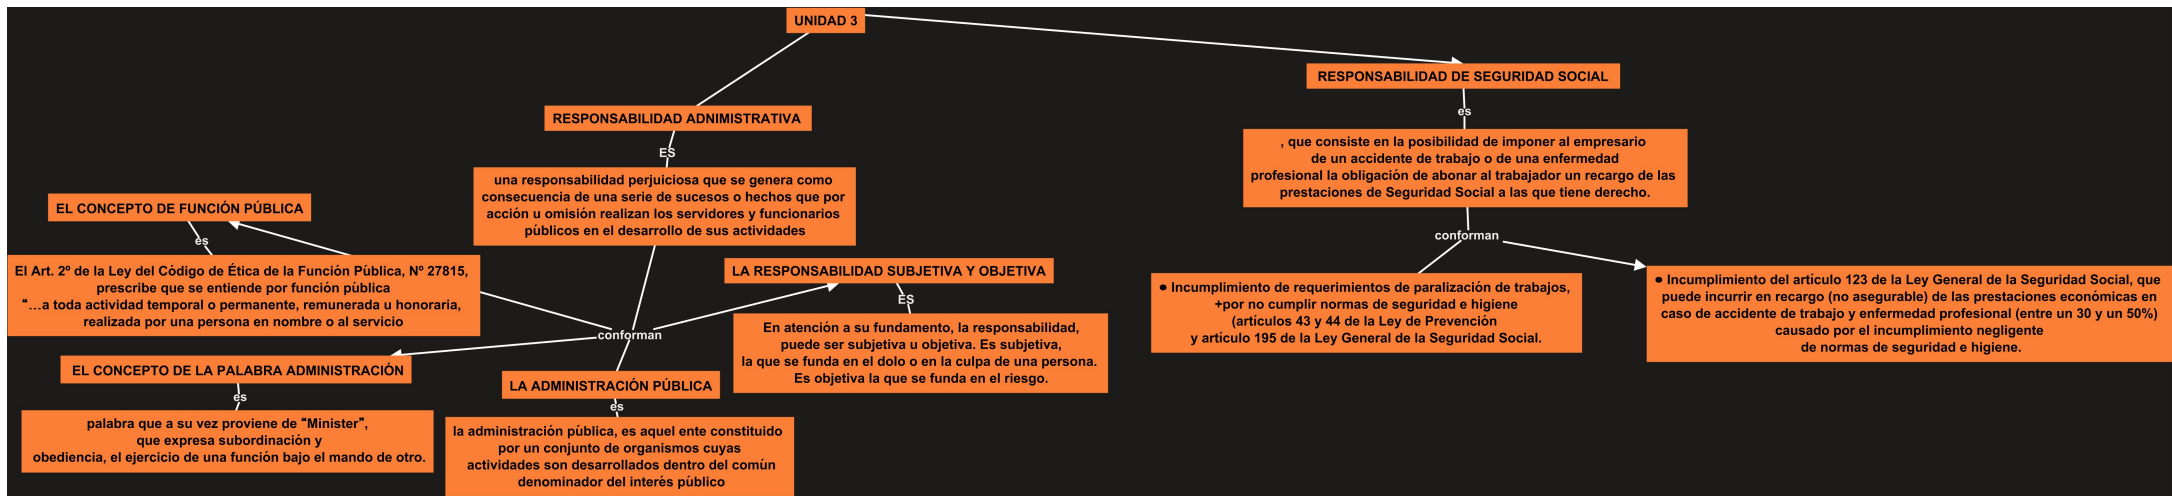 UNIDAD 3
RESPONSABILIDAD ADNIMISTRATIVA
ES
una responsabilidad perjuiciosa que se genera como
consecuencia de una serie de sucesos o hechos que por
acción u omisión realizan los servidores y funcionarios
públicos en el desarrollo de sus actividades
conforman
EL CONCEPTO DE FUNCIÓN PÚBLICA
es
El Art. 2º de la Ley del Código de Ética de la Función Pública, Nº 27815,
prescribe que se entiende por función pública
“…a toda actividad temporal o permanente, remunerada u honoraria,
realizada por una persona en nombre o al servicio
EL CONCEPTO DE LA PALABRA ADMINISTRACIÓN
es
palabra que a su vez proviene de “Minister”,
que expresa subordinación y
obediencia, el ejercicio de una función bajo el mando de otro.
LA ADMINISTRACIÓN PÚBLICA
es
la administración pública, es aquel ente constituido
por un conjunto de organismos cuyas
actividades son desarrollados dentro del común
denominador del interés público
LA RESPONSABILIDAD SUBJETIVA Y OBJETIVA
ES
En atención a su fundamento, la responsabilidad,
puede ser subjetiva u objetiva. Es subjetiva,
la que se funda en el dolo o en la culpa de una persona.
Es objetiva la que se funda en el riesgo.
RESPONSABILIDAD DE SEGURIDAD SOCIAL
es
, que consiste en la posibilidad de imponer al empresario
de un accidente de trabajo o de una enfermedad
profesional la obligación de abonar al trabajador un recargo de las
prestaciones de Seguridad Social a las que tiene derecho.
conforman
● Incumplimiento de requerimientos de paralización de trabajos,
+por no cumplir normas de seguridad e higiene
(artículos 43 y 44 de la Ley de Prevención
y artículo 195 de la Ley General de la Seguridad Social.
● Incumplimiento del artículo 123 de la Ley General de la Seguridad Social, que
puede incurrir en recargo (no asegurable) de las prestaciones económicas en
caso de accidente de trabajo y enfermedad profesional (entre un 30 y un 50%)
causado por el incumplimiento negligente
de normas de seguridad e higiene.